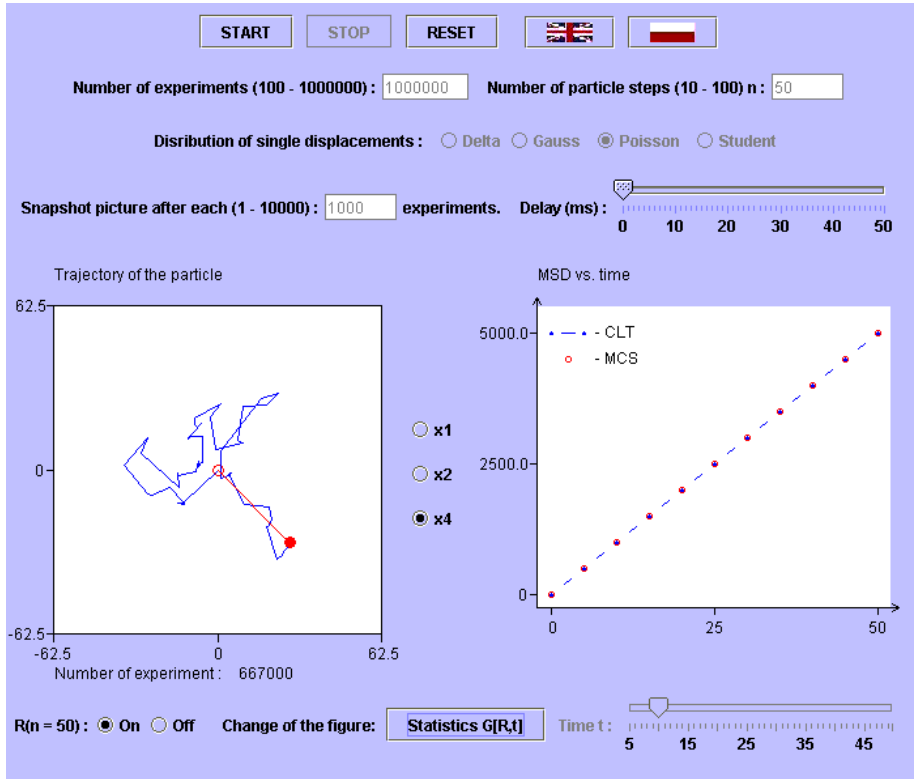 START STOP RESET
Number of experiments (100 - 1000000) : 1000000 Number of particle steps (10 - 100) n : 50
Disribution of single displacements : Delta Gauss Poisson Student
Snapshot picture after each (1 - 10000) : 1000 experiments. Delay (ms) :
0 10 20 30 40 50
Trajectory of the particle
62.5
0
-62.5
-62.5 0 62.5
Number of experiment : 667000
x1
x2
x4
MSD vs. time
5000.0
2500.0
0
- CLT
- MCS
0 25 50
R(n = 50) : On Off Change of the figure: Statistics G[R,t] Time t :
5 15 25 35 45